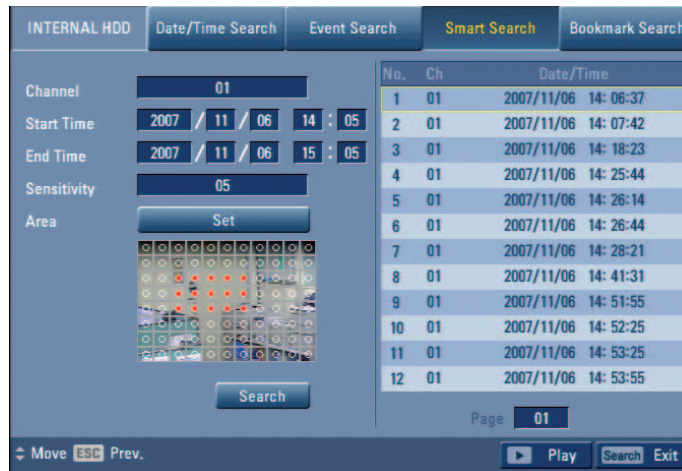 INTERNAL HDD Date/Time Search Event Search Smart Search Bookmark Search
Channel 01
Start Time 2007 / 11 / 06 14 : 05
End Time 2007 / 11 / 06 15 : 05
Sensitivity 05
Area Set
Search
No. Ch Date/Time
1 01 2007/11/06 14: 06:37
2 01 2007/11/06 14: 07:42
3 01 2007/11/06 14: 18:23
4 01 2007/11/06 14: 25:44
5 01 2007/11/06 14: 26:14
6 01 2007/11/06 14: 26:44
7 01 2007/11/06 14: 28:21
8 01 2007/11/06 14: 41:31
9 01 2007/11/06 14: 51:55
10 01 2007/11/06 14: 52:25
11 01 2007/11/06 14: 53:25
12 01 2007/11/06 14: 53:55
Page 01
Move ESC Prev. Play Search Exit